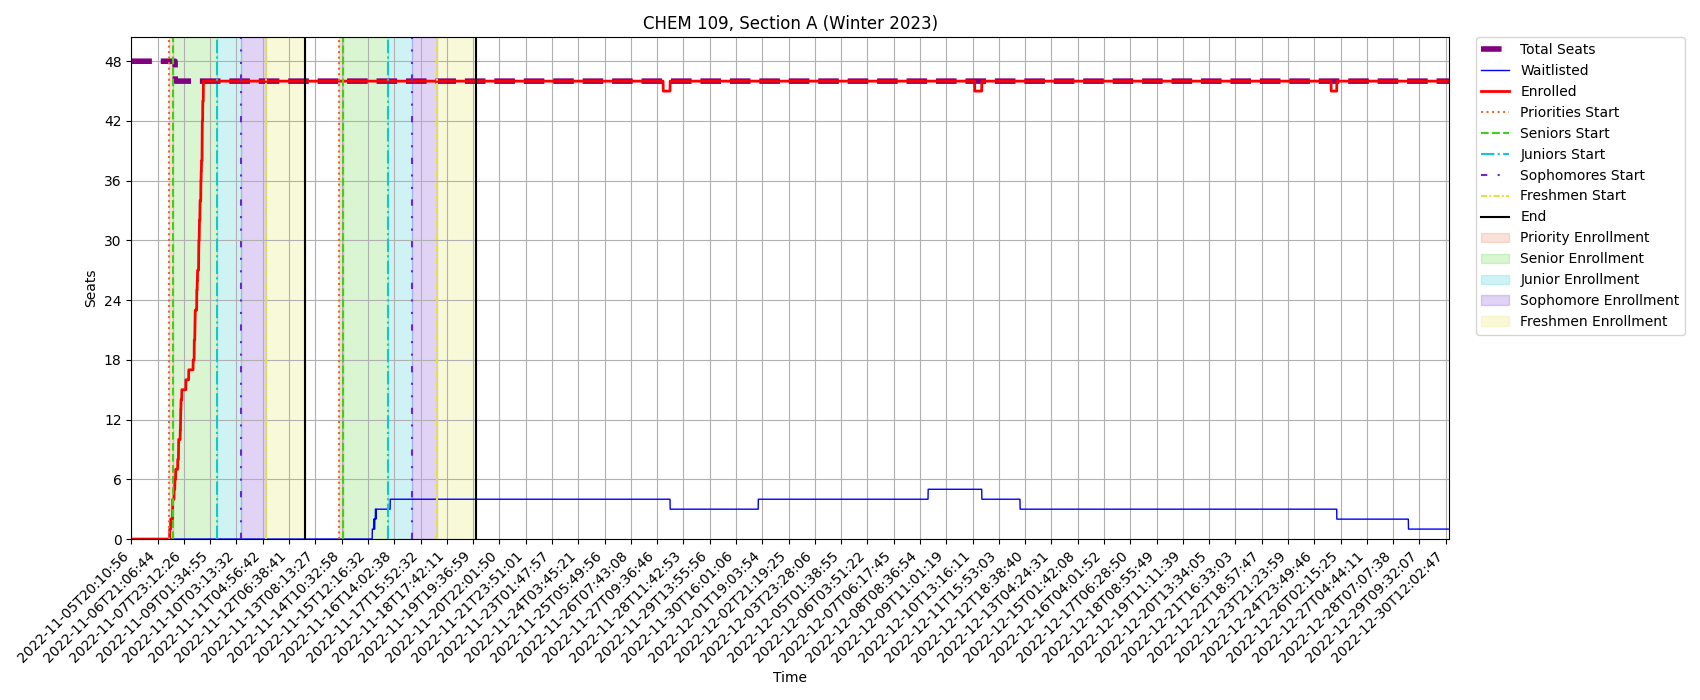 CHEM 109, Section A (Winter 2023)
Seats
48
42
36
30
24
18
12
6
0
2022-11-05T20:10:56
2022-11-06T21:06:44
2022-11-07T23:12:26
2022-11-09T01:34:55
2022-11-10T03:13:32
2022-11-11T04:56:42
2022-11-12T06:38:41
2022-11-13T08:13:27
2022-11-14T10:32:58
2022-11-15T12:16:32
2022-11-16T14:02:38
2022-11-17T15:52:32
2022-11-18T17:42:11
2022-11-19T19:36:59
2022-11-20T22:01:50
2022-11-21T23:51:01
2022-11-23T01:47:57
2022-11-24T03:45:21
2022-11-25T05:49:56
2022-11-26T07:43:08
2022-11-27T09:36:46
2022-11-28T11:42:53
2022-11-29T13:55:56
2022-11-30T16:01:06
2022-12-01T19:03:54
2022-12-02T21:19:25
2022-12-03T23:28:06
2022-12-05T01:38:55
2022-12-06T03:51:22
2022-12-07T06:17:45
2022-12-08T08:36:54
2022-12-09T11:01:19
2022-12-10T13:16:11
2022-12-11T15:53:03
2022-12-12T18:38:40
2022-12-13T04:24:31
2022-12-15T01:42:08
2022-12-16T04:01:52
2022-12-17T06:28:50
2022-12-18T08:55:49
2022-12-19T11:11:39
2022-12-20T13:34:05
2022-12-21T16:33:03
2022-12-22T18:57:47
2022-12-23T21:23:59
2022-12-24T23:49:46
2022-12-26T02:15:25
2022-12-27T04:44:11
2022-12-28T07:07:38
2022-12-29T09:32:07
2022-12-30T12:02:47
Time
Total Seats
Waitlisted
Enrolled
Priorities Start
Seniors Start
Juniors Start
Sophomores Start
Freshmen Start
End
Priority Enrollment
Senior Enrollment
Junior Enrollment
Sophomore Enrollment
Freshmen Enrollment